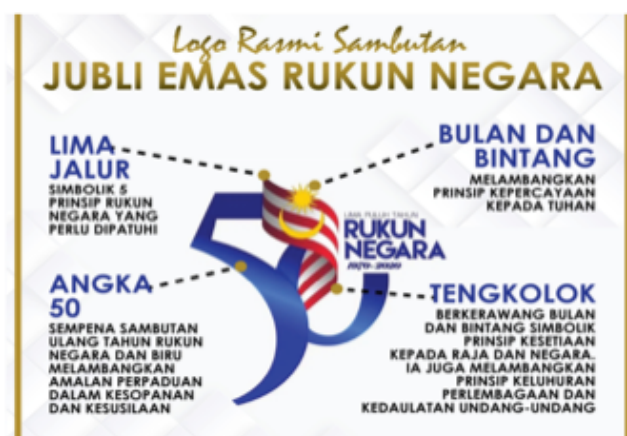 Logo Rasmi Sambutan
JUBLI EMAS RUKUN NEGARA
LIMA
JALUR
SIMBOLIK 5
PRINSIP RUKUN
NEGARA YANG
PERLU DIPATUHI
BULAN DAN
BINTANG
MELAMBANGKAN
PRINSIP KEPERCAYAAN
KEPADA TUHAN
50
LIMA PULUH TAHUN
RUKUN
NEGARA
1970-2020
ANGKA
50
SEMPENA SAMBUTAN
ULANG TAHUN RUKUN
NEGARA DAN BIRU
MELAMBANGKAN
AMALAN PERPADUAN
DALAM KESOPANAN
DAN KESUSILAAN
TENGKOLOK
BERKERAWANG BULAN
DAN BINTANG SIMBOLIK
PRINSIP KESETIAAN
KEPADA RAJA DAN NEGARA.
IA JUGA MELAMBANGKAN
PRINSIP KELUHURAN
PERLEMBAGAAN DAN
KEDAULATAN UNDANG-UNDANG